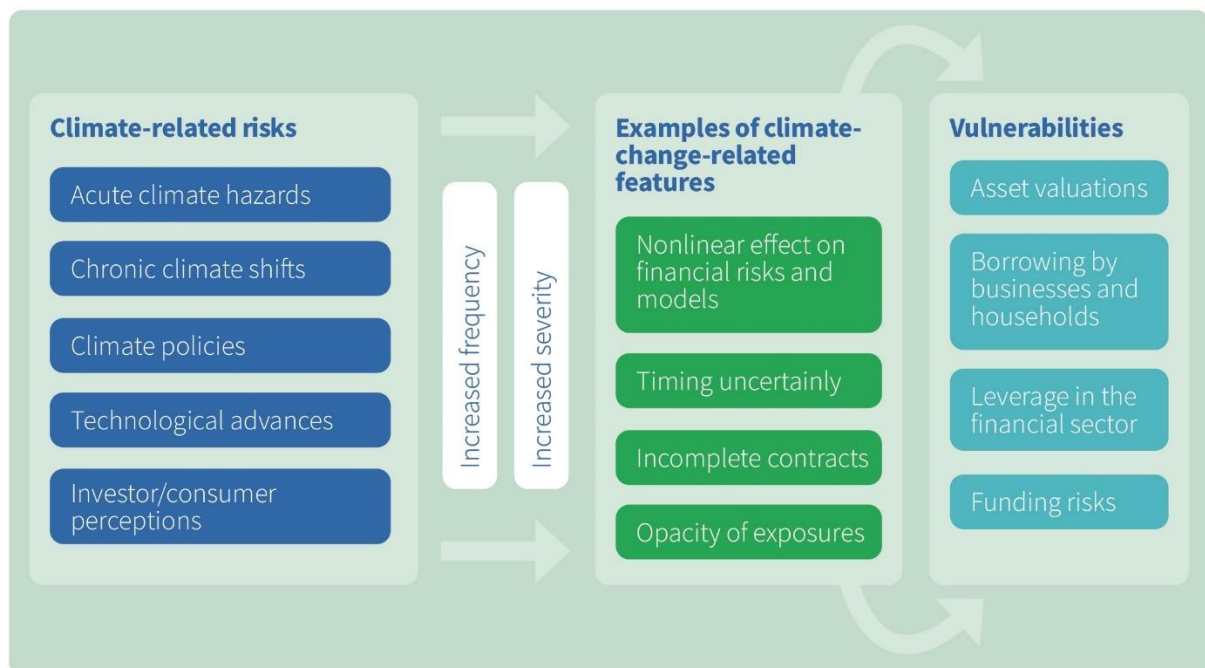 Climate-related risks
Acute climate hazards
Chronic climate shifts
Climate policies
Technological advances
Investor/consumer
perceptions
Increased frequency
Increased severity
Examples of climate-
change-related
features
Nonlinear effect on
financial risks and
models
Timing uncertainly
Incomplete contracts
Opacity of exposures
Vulnerabilities
Asset valuations
Borrowing by
businesses and
households
Leverage in the
financial sector
Funding risks